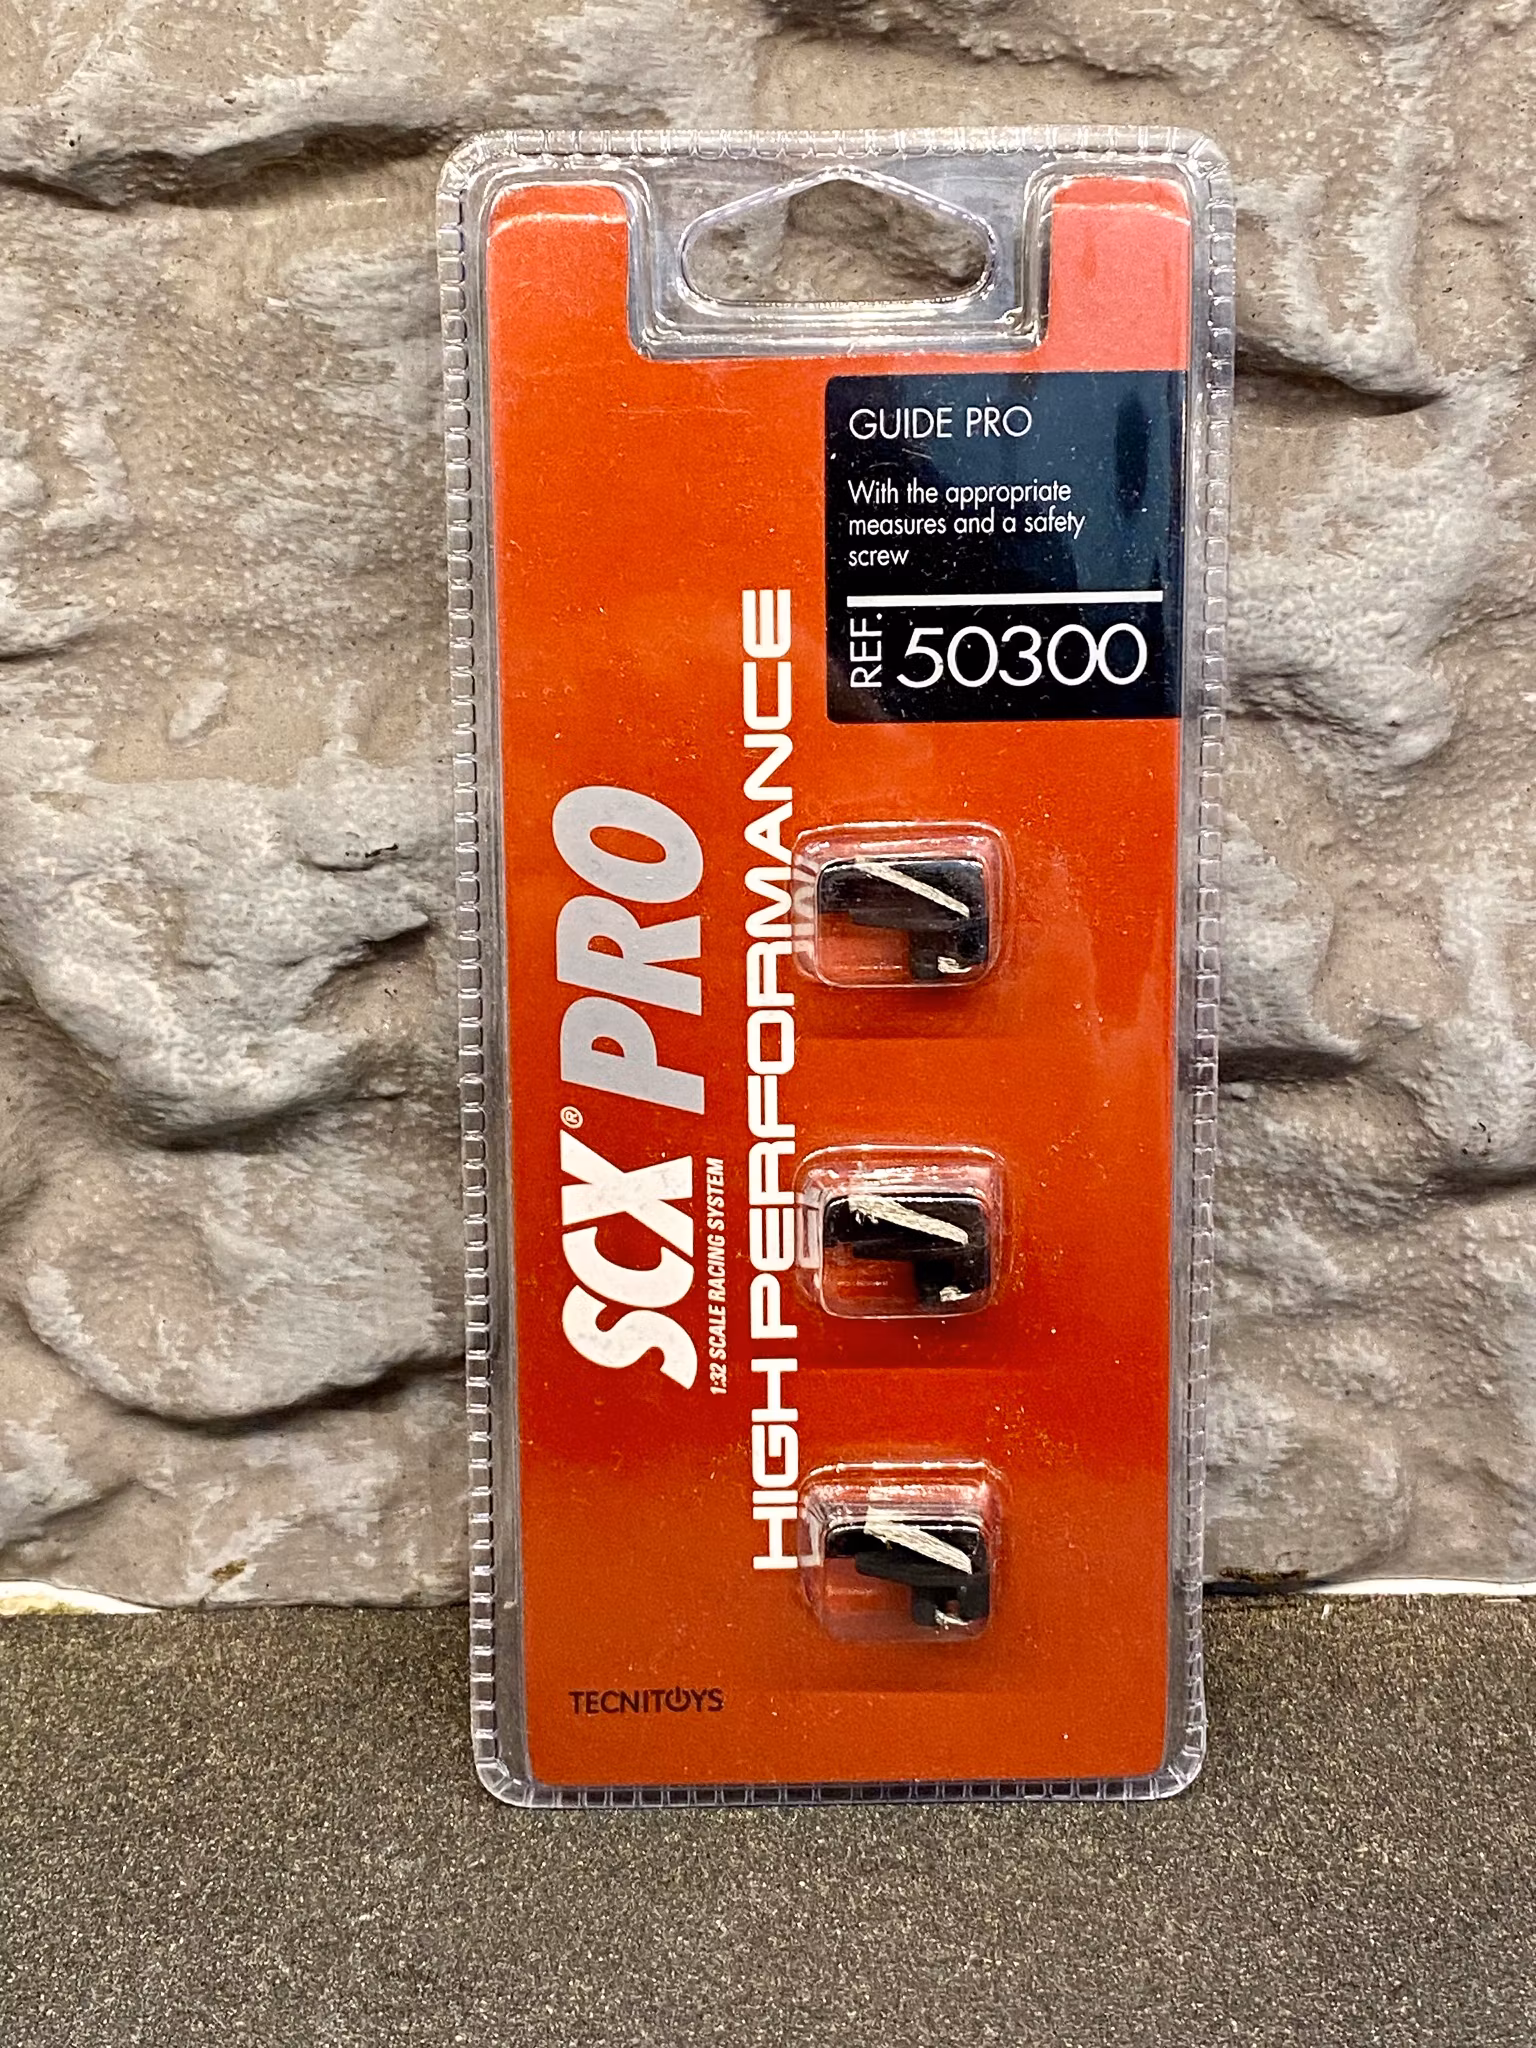 GUIDE PRO
With the appropriate
measures and a safety
screw
REF. 50300
SCX® PRO
1:32 SCALE RACING SYSTEM
HIGH PERFORMANCE
TECNITOYS